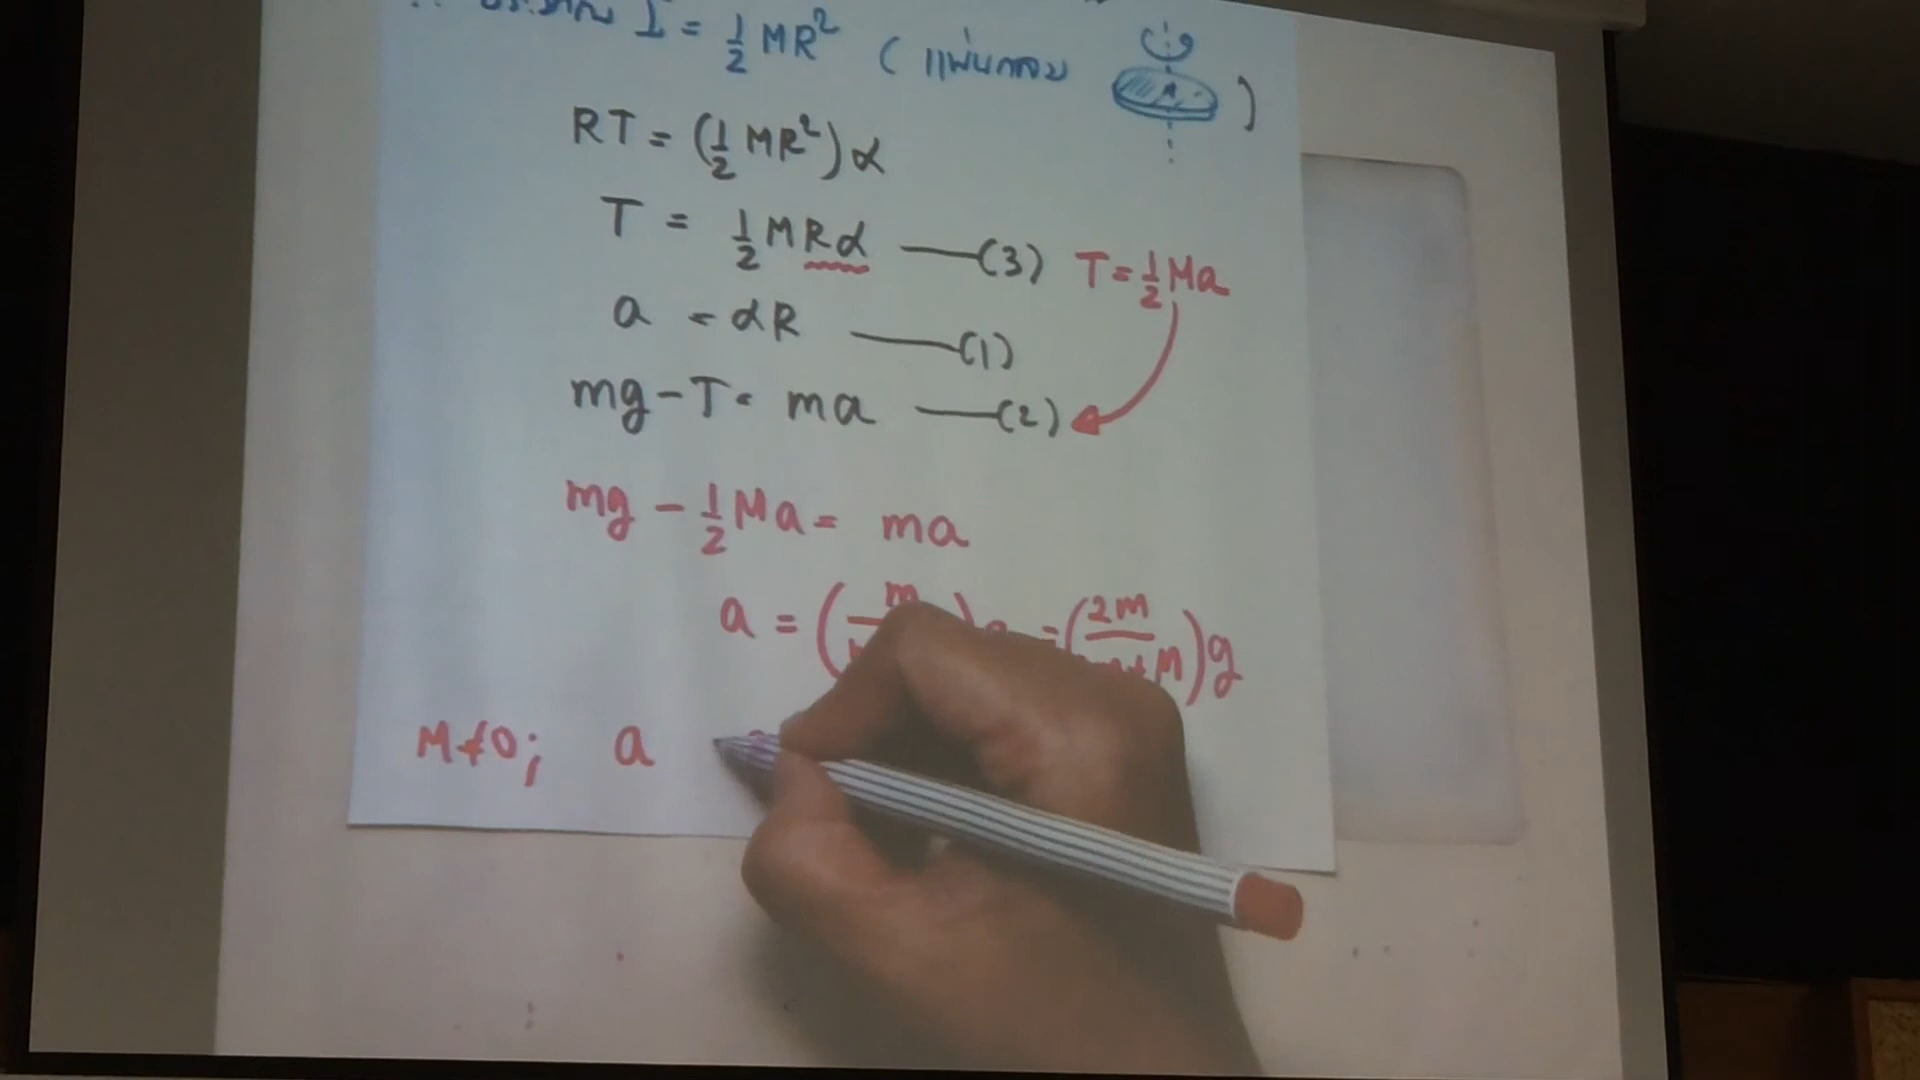 I = 1/2 MR² ( แผ่นกลม )
RT = (1/2 MR²)α
T = 1/2 MRα —(3) T = 1/2 Ma
a = αR —(1)
mg - T = ma —(2)
mg - 1/2 Ma = ma
a = (m = (2m/M)g
M≠0; a